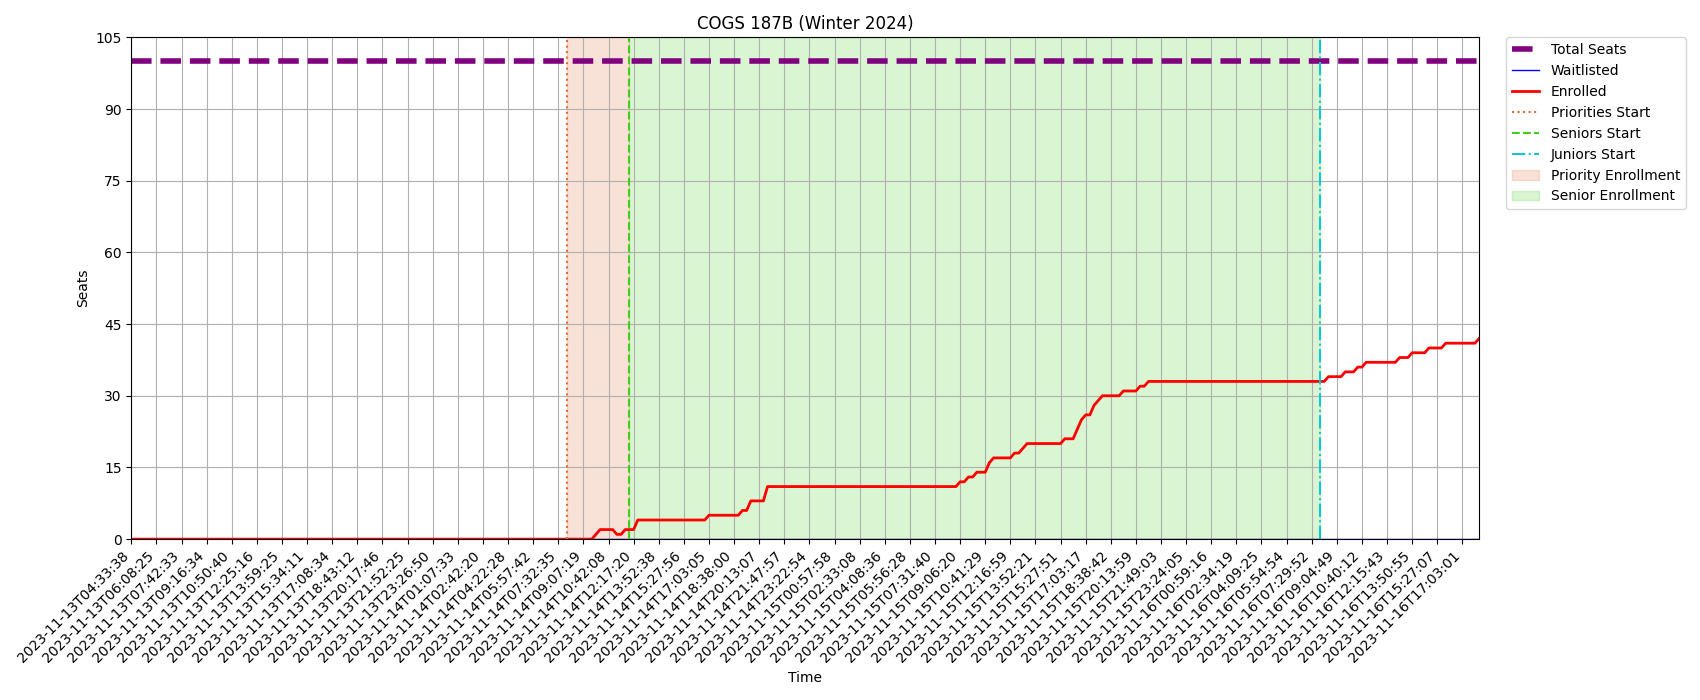 COGS 187B (Winter 2024)
105
90
75
60
45
30
15
0
Seats
2023-11-13T04:33:38
2023-11-13T06:08:25
2023-11-13T07:42:33
2023-11-13T09:16:34
2023-11-13T10:50:40
2023-11-13T12:25:16
2023-11-13T13:59:25
2023-11-13T15:34:11
2023-11-13T17:08:34
2023-11-13T18:43:12
2023-11-13T20:17:46
2023-11-13T21:52:25
2023-11-13T23:26:50
2023-11-14T01:07:33
2023-11-14T02:42:20
2023-11-14T04:22:28
2023-11-14T05:57:42
2023-11-14T07:32:35
2023-11-14T09:07:19
2023-11-14T10:42:08
2023-11-14T12:17:20
2023-11-14T13:52:38
2023-11-14T15:27:56
2023-11-14T17:03:05
2023-11-14T18:38:00
2023-11-14T20:13:07
2023-11-14T21:47:57
2023-11-14T23:22:54
2023-11-15T00:57:58
2023-11-15T02:33:08
2023-11-15T04:08:36
2023-11-15T05:56:28
2023-11-15T07:31:40
2023-11-15T09:06:20
2023-11-15T10:41:29
2023-11-15T12:16:59
2023-11-15T13:52:21
2023-11-15T15:27:51
2023-11-15T17:03:17
2023-11-15T18:38:42
2023-11-15T20:13:59
2023-11-15T21:49:03
2023-11-15T23:24:05
2023-11-16T00:59:16
2023-11-16T02:34:19
2023-11-16T04:09:25
2023-11-16T05:54:54
2023-11-16T07:29:52
2023-11-16T09:04:49
2023-11-16T10:40:12
2023-11-16T12:15:43
2023-11-16T13:50:55
2023-11-16T15:27:07
2023-11-16T17:03:01
Time
Total Seats
Waitlisted
Enrolled
Priorities Start
Seniors Start
Juniors Start
Priority Enrollment
Senior Enrollment